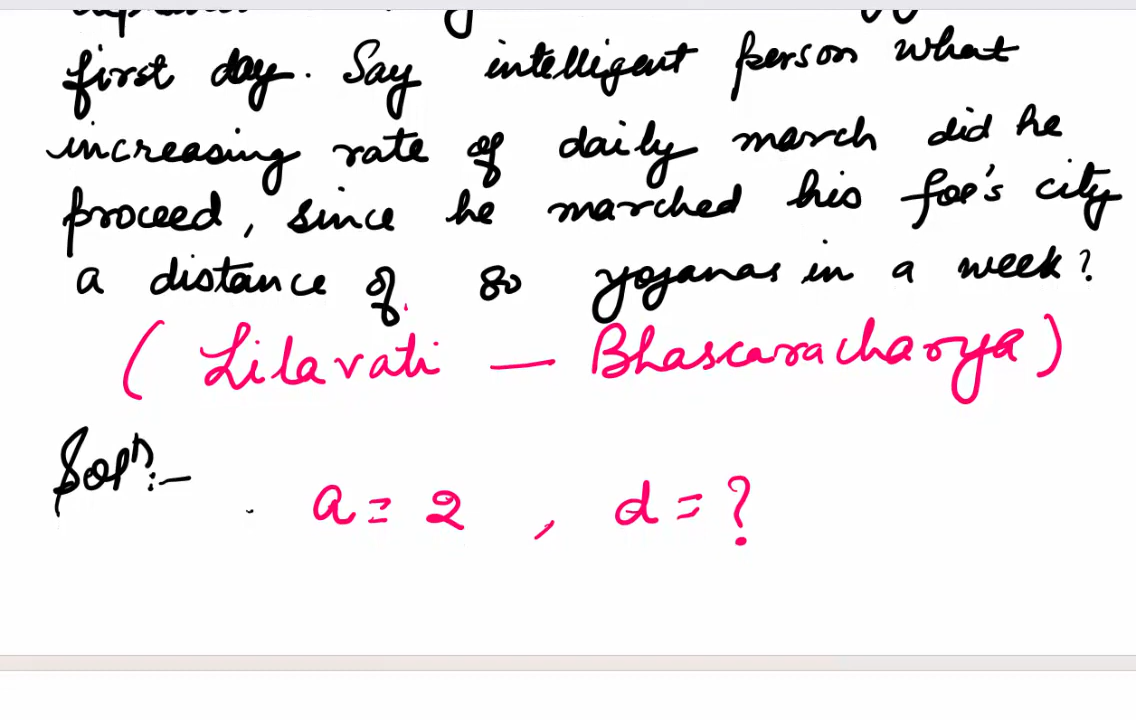 first day. Say intelligent person what
increasing rate of daily march did he
proceed, since he marched his foe's city
a distance of 80 yojanas in a week?
( Lilavati — Bhascaracharya )
Solⁿ:-
a = 2 , d = ?